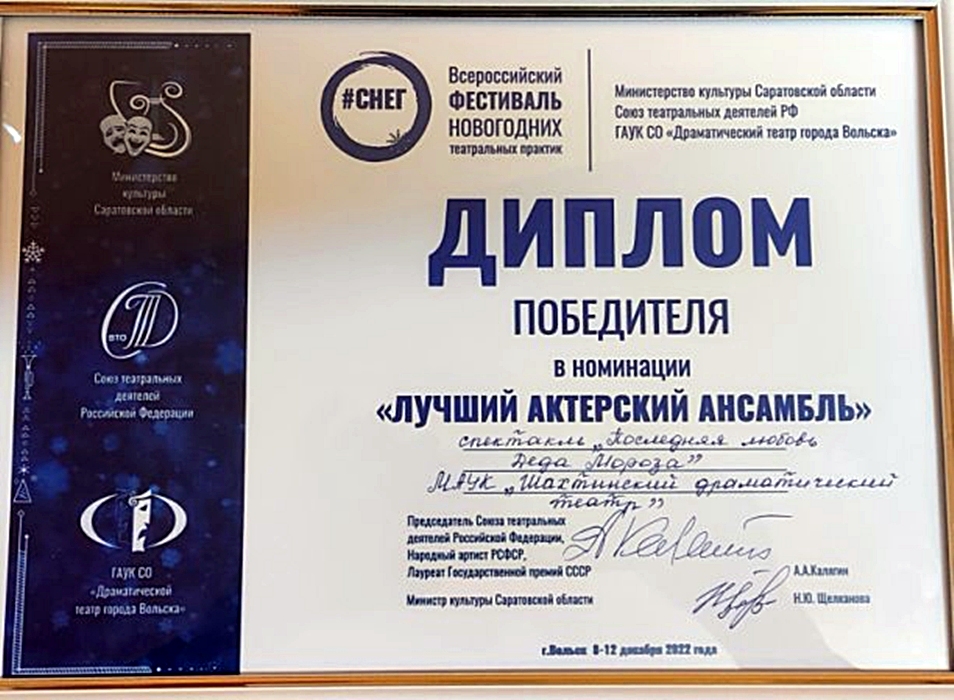 Министерство
культуры
Саратовской области
ВТО
Союз театральных
деятелей
Российской Федерации
ГАУК СО
«Драматической
театр города Вольска»
#СНЕГ
Всероссийский
ФЕСТИВАЛЬ
НОВОГОДНИХ
театральных практик
Министерство культуры Саратовской области
Союз театральных деятелей РФ
ГАУК СО «Драматический театр города Вольска»
ДИПЛОМ
ПОБЕДИТЕЛЯ
в номинации
«ЛУЧШИЙ АКТЕРСКИЙ АНСАМБЛЬ»
спектакль „Последняя любовь
Деда Мороза”
МАУК „Шахтинский драматический
театр”
Председатель Союза театральных
деятелей Российской Федерации,
Народный артист РСФСР,
Лауреат Государственной премий СССР
А.А.Калягин
Министр культуры Саратовской области
Н.Ю. Щелканова
г.Вольск 8-12 декабря 2022 года